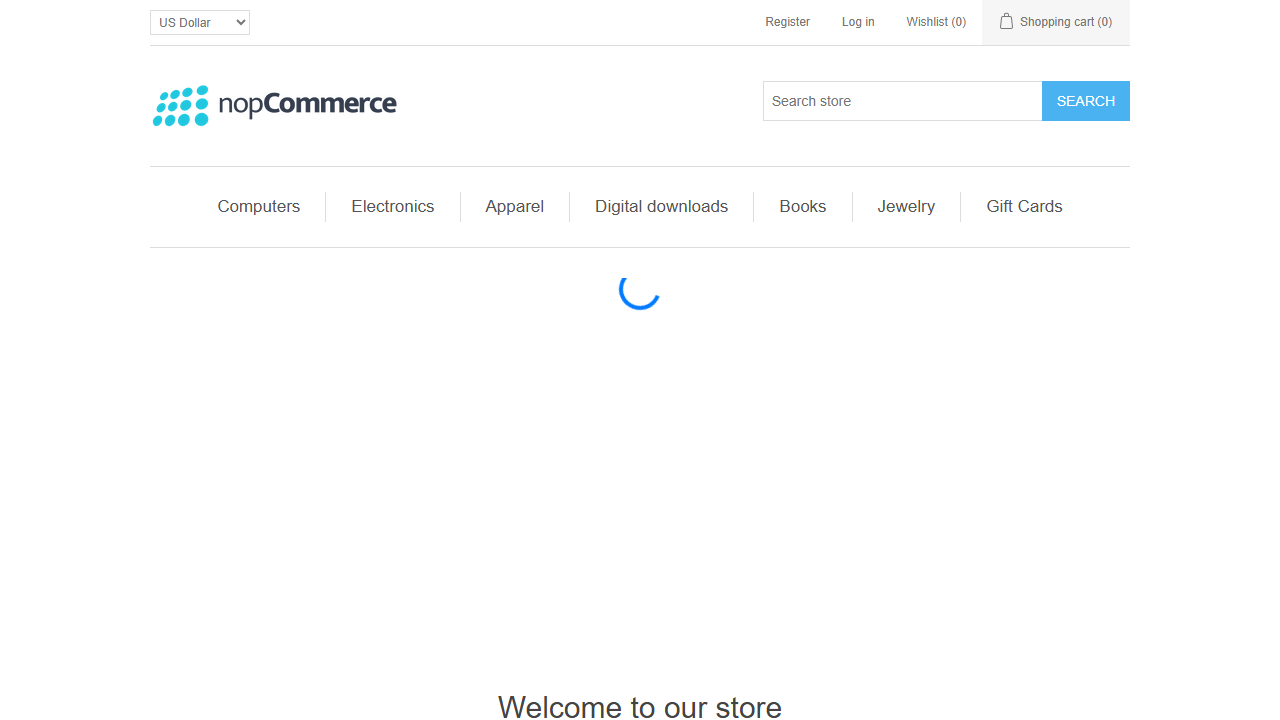 US Dollar
Register
Log in
Wishlist (0)
Shopping cart (0)
nopCommerce
Search store
SEARCH
Computers
Electronics
Apparel
Digital downloads
Books
Jewelry
Gift Cards
Welcome to our store